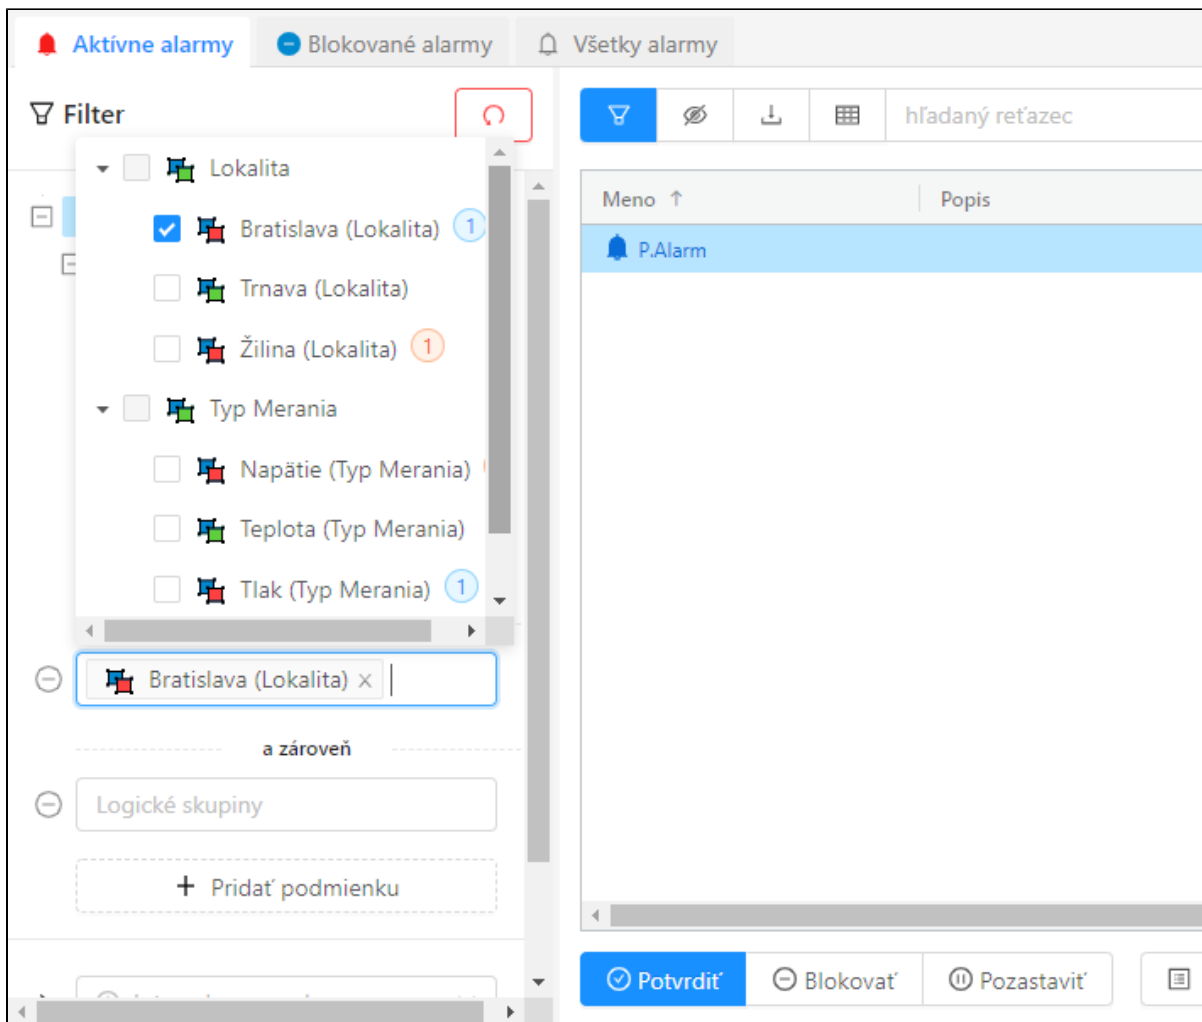 Aktívne alarmy
Blokované alarmy
Všetky alarmy
Filter
hľadaný reťazec
Lokalita
Bratislava (Lokalita) 1
Trnava (Lokalita)
Žilina (Lokalita) 1
Typ Merania
Napätie (Typ Merania)
Teplota (Typ Merania)
Tlak (Typ Merania) 1
Bratislava (Lokalita) ×
a zároveň
Logické skupiny
+ Pridať podmienku
Meno ↑
Popis
P.Alarm
Potvrdiť
Blokovať
Pozastaviť